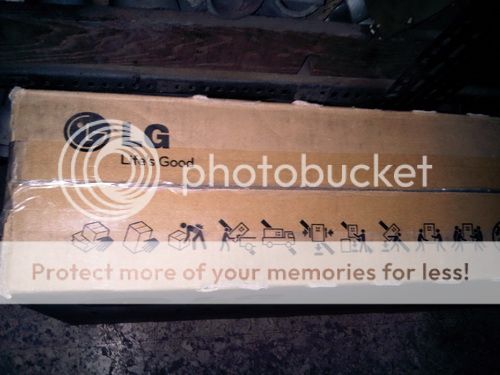 LG
Life's Good
photobucket
Protect more of your memories for less!